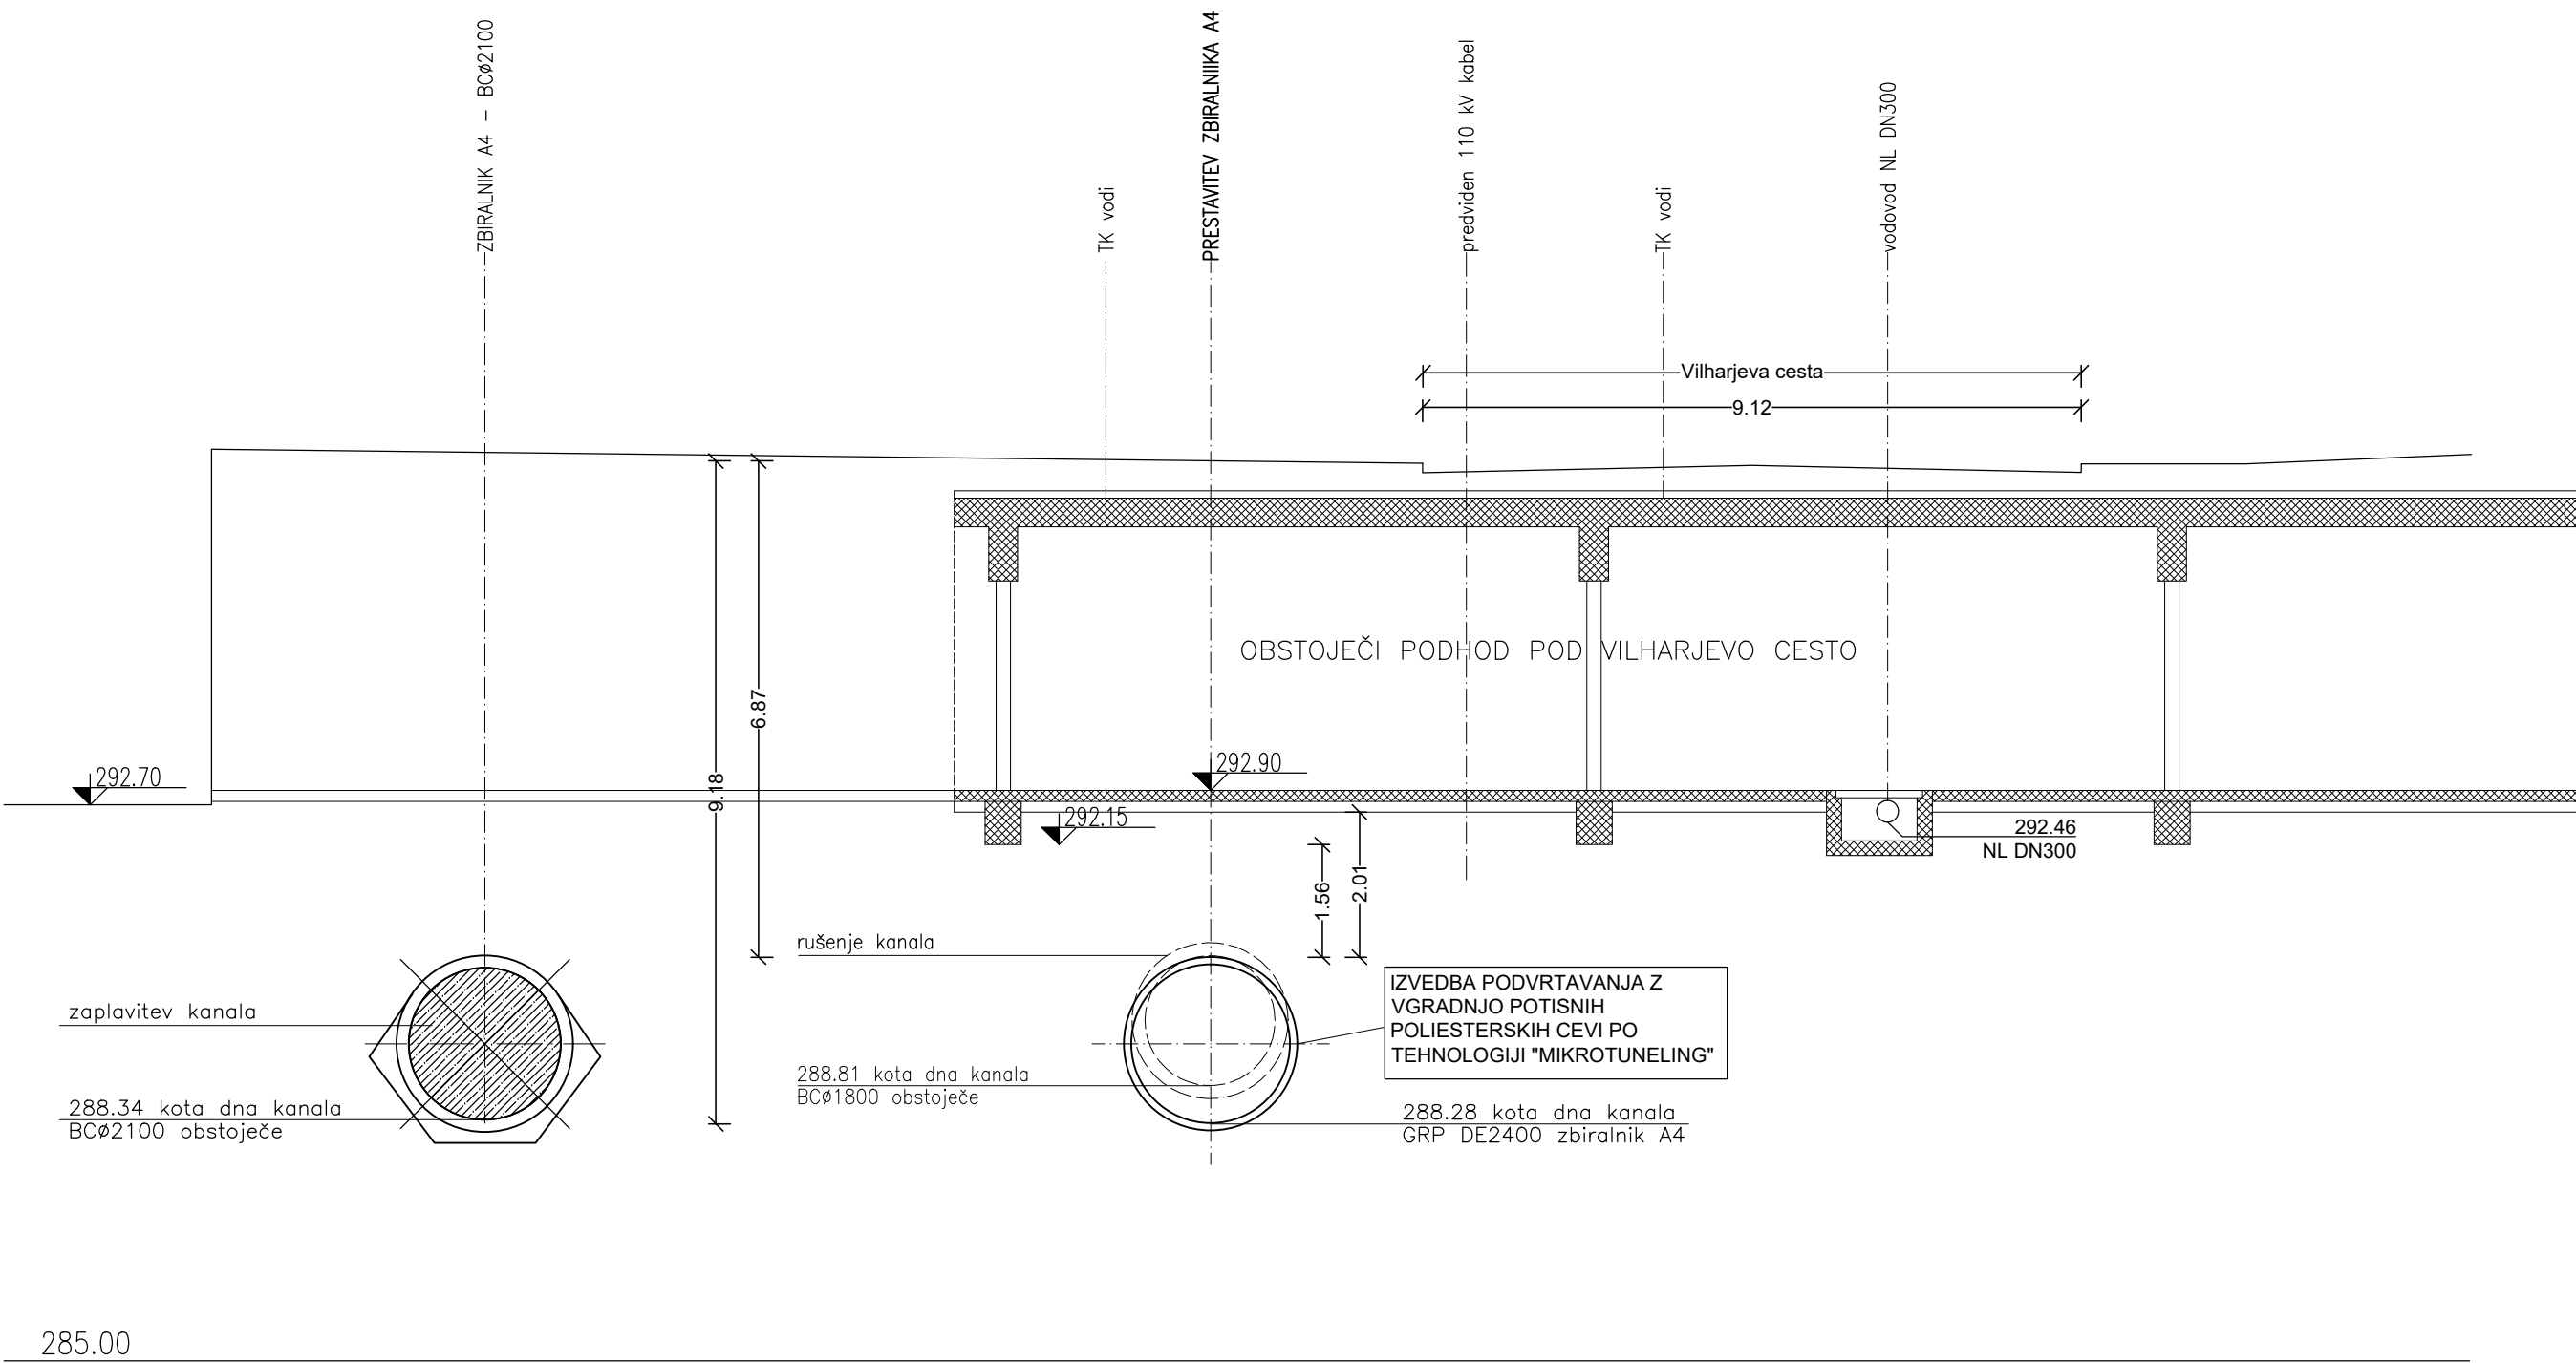 ZBIRALNIK A4 - BCø2100
TK vodi
PRESTAVITEV ZBIRALNIIKA A4
predviden 110 kV kabel
TK vodi
vodovod NL DN300
Vilharjeva cesta
9.12
6.87
9.18
OBSTOJEČI PODHOD POD VILHARJEVO CESTO
292.70
292.90
292.15
292.46
NL DN300
1.56
2.01
rušenje kanala
IZVEDBA PODVRTAVANJA Z
VGRADNJO POTISNIH
POLIESTERSKIH CEVI PO
TEHNOLOGIJI "MIKROTUNELING"
zaplavitev kanala
288.81 kota dna kanala
BCø1800 obstoječe
288.34 kota dna kanala
BCø2100 obstoječe
288.28 kota dna kanala
GRP DE2400 zbiralnik A4
285.00